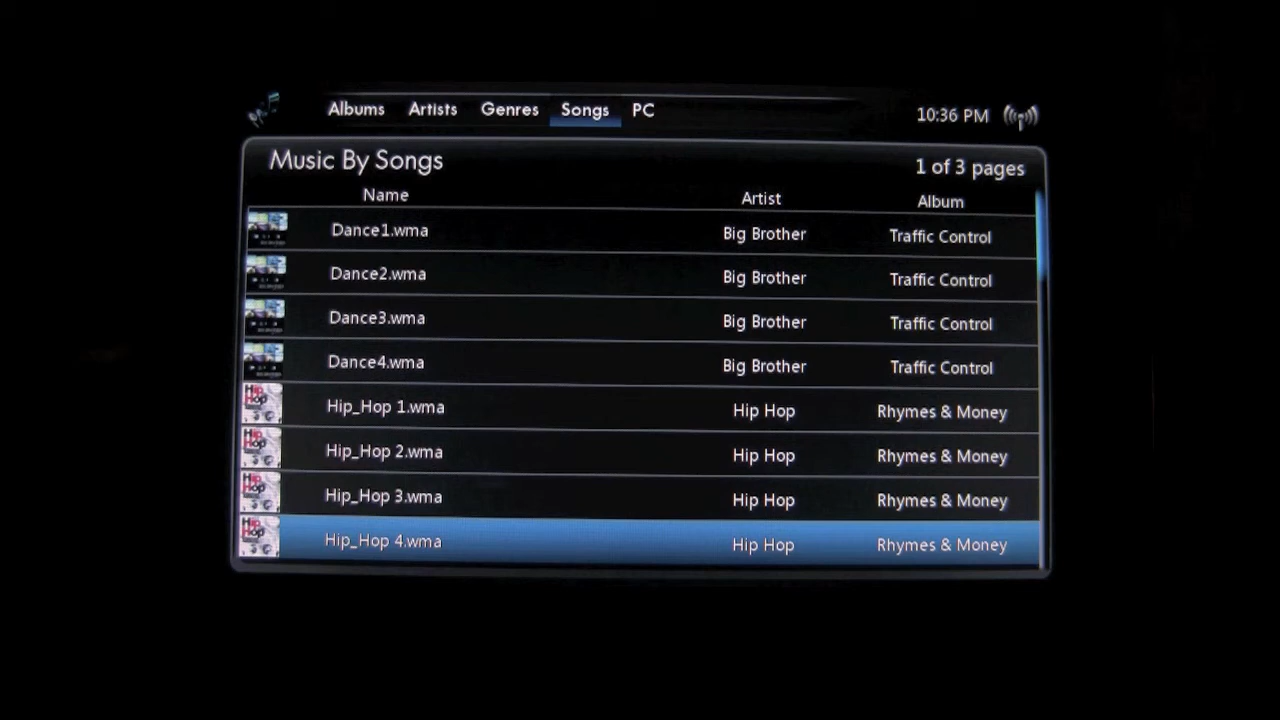 Albums Artists Genres Songs PC 10:36 PM
Music By Songs 1 of 3 pages
Name Artist Album
Dance1.wma Big Brother Traffic Control
Dance2.wma Big Brother Traffic Control
Dance3.wma Big Brother Traffic Control
Dance4.wma Big Brother Traffic Control
Hip_Hop 1.wma Hip Hop Rhymes & Money
Hip_Hop 2.wma Hip Hop Rhymes & Money
Hip_Hop 3.wma Hip Hop Rhymes & Money
Hip_Hop 4.wma Hip Hop Rhymes & Money